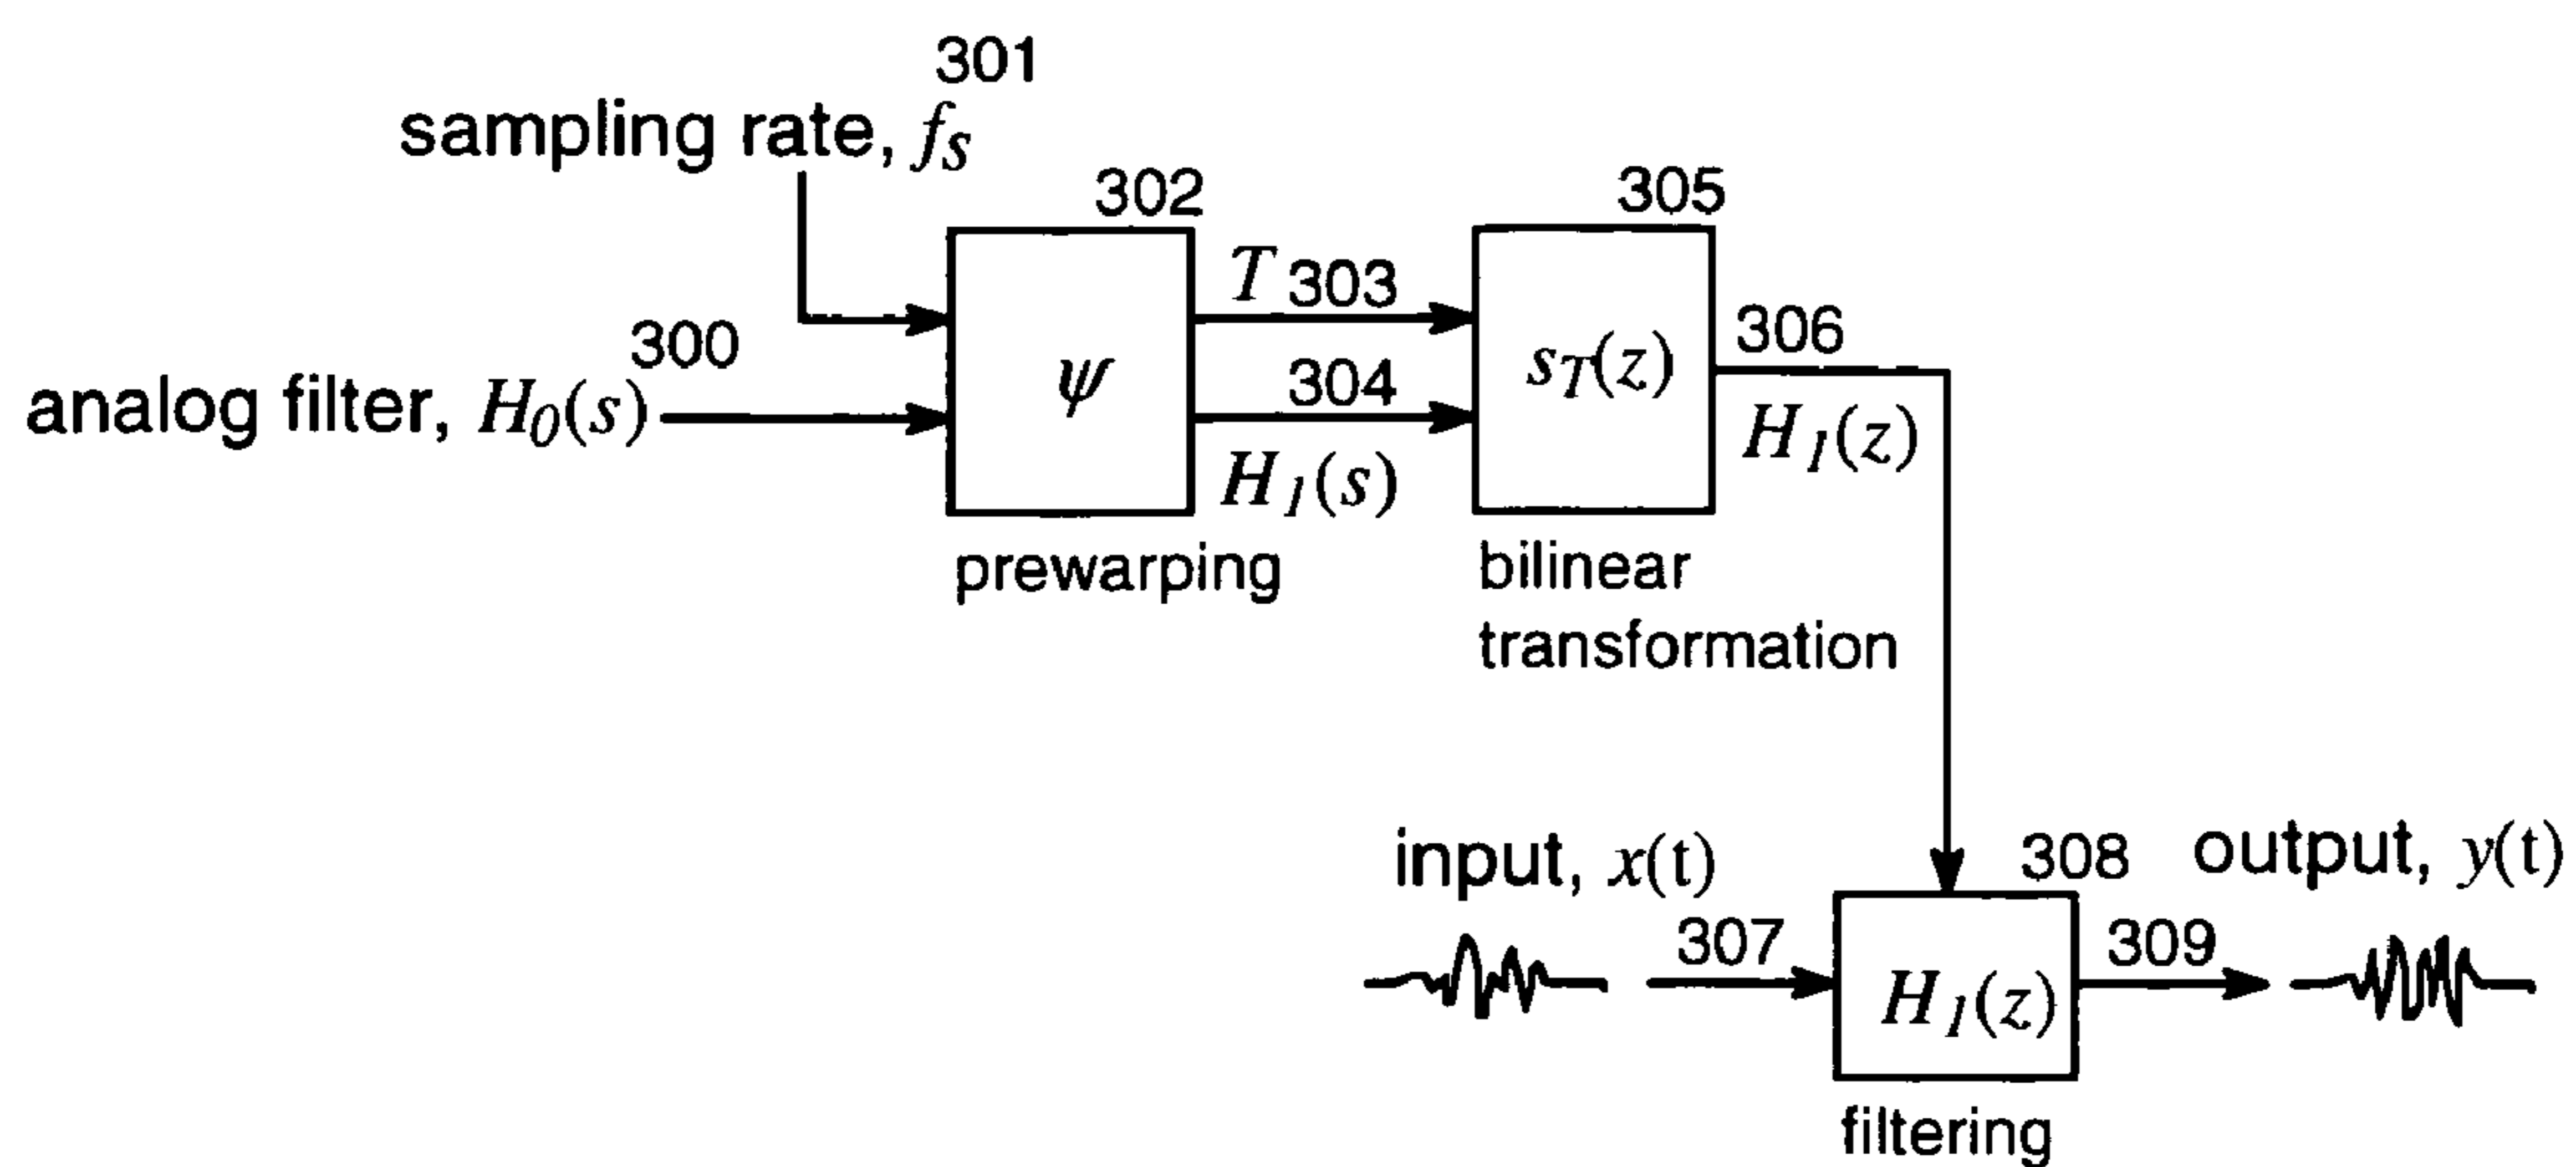 301
sampling rate, fs
302
305
T 303
300
306
ψ
sT(z)
304
analog filter, H0(s)
H1(z)
H1(s)
prewarping
bilinear
transformation
input, x(t)
308
output, y(t)
307
309
H1(z)
filtering